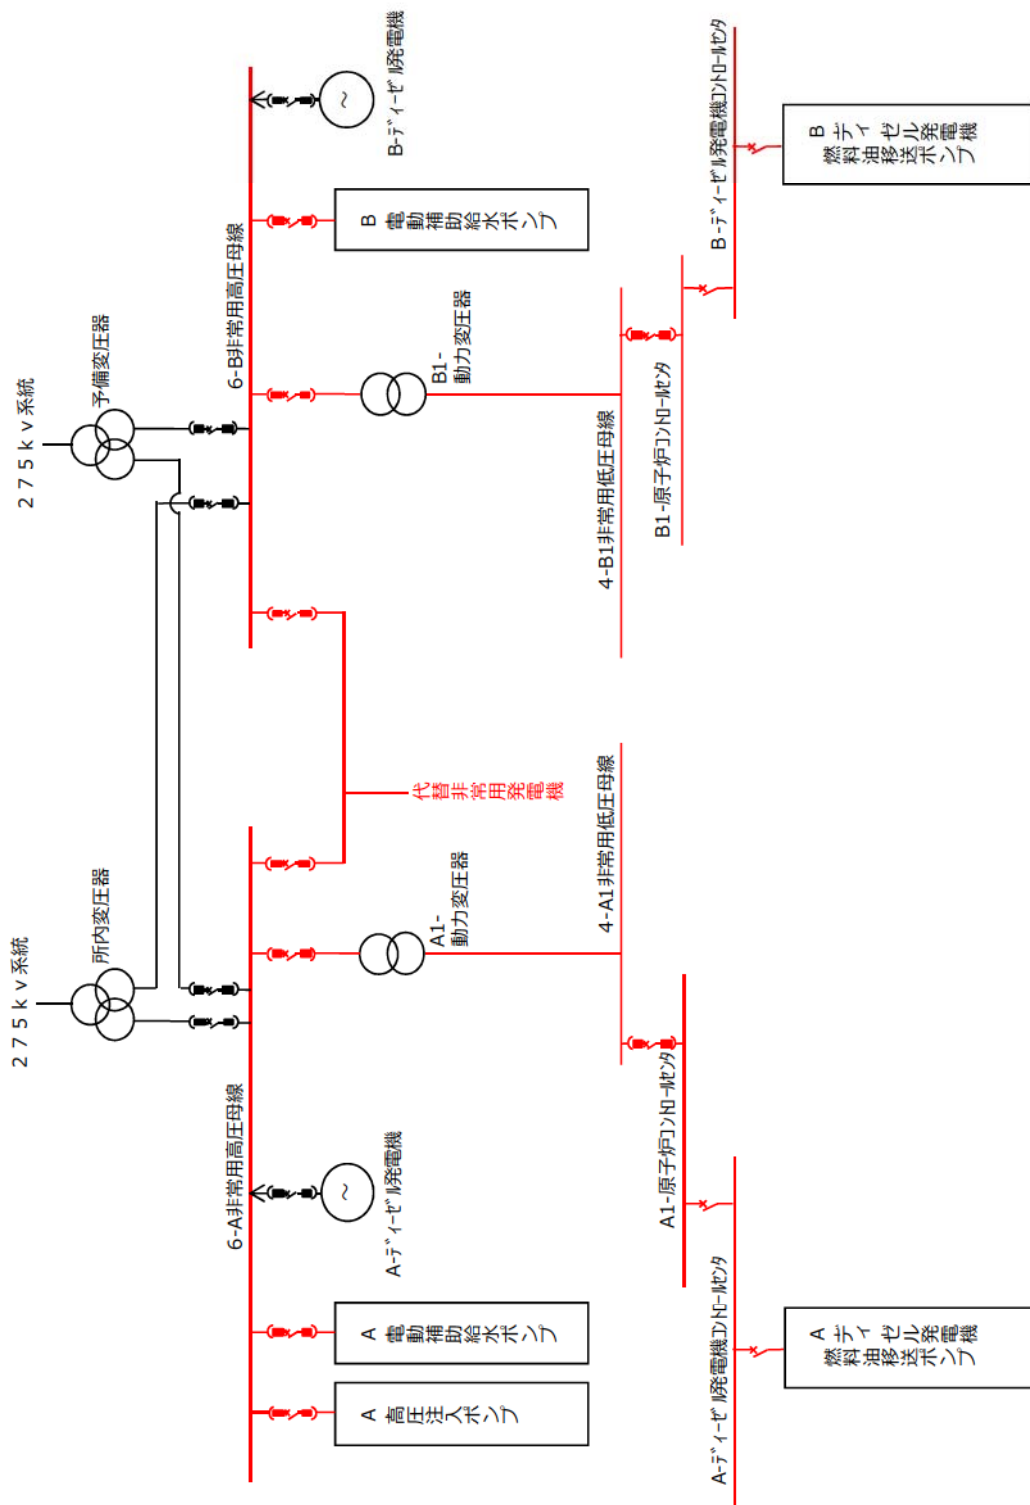 275kv系統
所内変圧器
275kv系統
予備変圧器
6-A非常用高圧母線
6-B非常用高圧母線
A
高圧注入ポンプ
A
電動補助給水ポンプ
A-ディーゼル発電機
A1-
動力変圧器
代替非常用発電機
B1-
動力変圧器
B
電動補助給水ポンプ
B-ディーゼル発電機
4-A1非常用低圧母線
4-B1非常用低圧母線
A1-原子炉コントロールセンタ
B1-原子炉コントロールセンタ
A-ディーゼル発電機コントロールセンタ
B-ディーゼル発電機コントロールセンタ
A
ディゼル発電機
燃料油移送ポンプ
B
ディゼル発電機
燃料油移送ポンプ